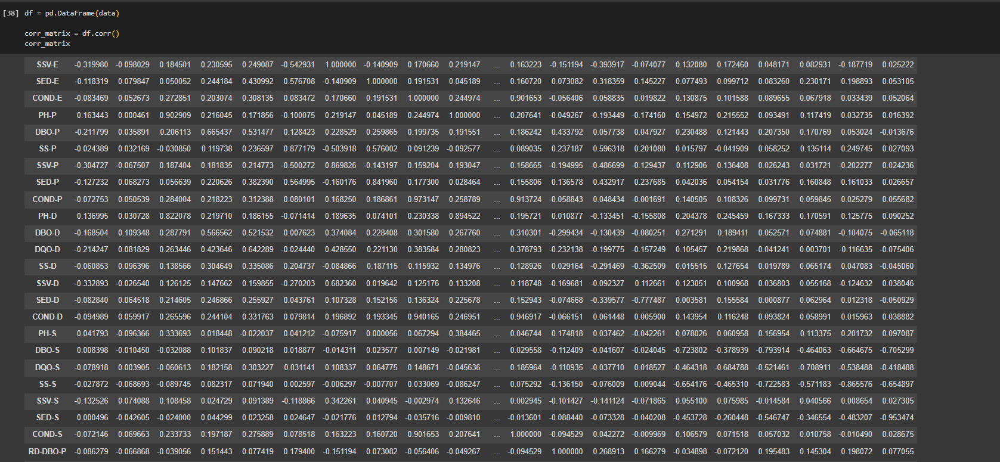 [38] df = pd.DataFrame(data)
corr_matrix = df.corr()
corr_matrix
SSV-E -0.319980 -0.098029 0.184501 0.230595 0.249087 -0.542931 1.000000 -0.140909 0.170660 0.219147 ... 0.163223 -0.151194 -0.393917 -0.074077 0.132080 0.172460 0.048171 0.082931 -0.187719 0.025222
SED-E -0.118319 0.079847 0.050052 0.244184 0.430992 0.576708 -0.140909 1.000000 0.191531 0.045189 ... 0.160720 0.073082 0.318359 0.145227 0.077493 0.099712 0.083260 0.230171 0.198893 0.053105
COND-E -0.083469 0.052673 0.272851 0.203074 0.308135 0.083472 0.170660 0.191531 1.000000 0.244974 ... 0.901653 -0.056406 0.058835 0.019822 0.130875 0.101588 0.089655 0.067918 0.033439 0.052064
PH-P 0.163443 0.000461 0.902909 0.216045 0.171856 -0.100075 0.219147 0.045189 0.244974 1.000000 ... 0.207641 -0.049267 -0.193449 -0.174160 0.154972 0.215552 0.093491 0.117419 0.032735 0.016392
DBO-P -0.211799 0.035891 0.206113 0.665437 0.531477 0.128423 0.228529 0.259865 0.199735 0.191551 ... 0.186242 0.433792 0.057738 0.047927 0.230488 0.121443 0.207350 0.170769 0.053024 -0.013676
SS-P -0.024389 0.032169 -0.030850 0.119738 0.236597 0.877179 -0.503918 0.576002 0.091239 -0.092577 ... 0.089035 0.237187 0.596318 0.201080 0.015797 -0.041909 0.058252 0.135114 0.249745 0.027093
SSV-P -0.304727 -0.067507 0.187404 0.181835 0.214773 -0.500272 0.869826 -0.143197 0.159204 0.193047 ... 0.158665 -0.194995 -0.486699 -0.129437 0.112906 0.136408 0.026243 0.031721 -0.202277 0.024236
SED-P -0.127232 0.068273 0.056639 0.220626 0.382390 0.564995 -0.160176 0.841960 0.177300 0.028464 ... 0.155806 0.136578 0.432917 0.237685 0.042036 0.054154 0.031776 0.160848 0.161033 0.026657
COND-P -0.072753 0.050539 0.284004 0.218223 0.312388 0.080101 0.168250 0.186861 0.973147 0.258789 ... 0.913724 -0.058843 0.048434 -0.001691 0.140505 0.108326 0.099731 0.059845 0.025279 0.055682
PH-D 0.136995 0.030728 0.822078 0.219710 0.186155 -0.071414 0.189635 0.074101 0.230338 0.894522 ... 0.195721 0.010877 -0.133451 -0.155808 0.204378 0.245459 0.167333 0.170591 0.125775 0.090252
DBO-D -0.168504 0.109348 0.287791 0.566562 0.521532 0.007623 0.374084 0.228408 0.301580 0.267760 ... 0.310301 -0.299434 -0.130439 -0.080251 0.271291 0.189411 0.052571 0.074881 -0.104075 -0.065118
DQO-D -0.214247 0.081829 0.263446 0.423646 0.642289 -0.024440 0.428550 0.221130 0.383584 0.280823 ... 0.378793 -0.232138 -0.199775 -0.157249 0.105457 0.219868 -0.041241 0.003701 -0.116635 -0.075406
SS-D -0.060853 0.096396 0.138566 0.304649 0.335086 0.204737 -0.084866 0.187115 0.115932 0.134976 ... 0.128926 0.029164 -0.291469 -0.362509 0.015515 0.127654 0.019789 0.065174 0.047083 -0.045060
SSV-D -0.332893 -0.026540 0.126125 0.147662 0.159855 -0.270203 0.682360 0.019642 0.125176 0.133208 ... 0.118748 -0.169681 -0.092327 0.112661 0.123051 0.100968 0.036803 0.055168 -0.124632 0.038046
SED-D -0.082840 0.064518 0.214605 0.246866 0.255927 0.043761 0.107328 0.152156 0.136324 0.225678 ... 0.152943 -0.074668 -0.339577 -0.777487 0.003581 0.155584 0.000877 0.062964 0.012318 -0.050929
COND-D -0.094989 0.059917 0.265596 0.244104 0.331763 0.079814 0.196892 0.193345 0.940165 0.246951 ... 0.946917 -0.066151 0.061448 0.005900 0.143954 0.116248 0.093824 0.058991 0.015963 0.038882
PH-S 0.041793 -0.096366 0.333693 0.018448 -0.022037 0.041212 -0.075917 0.000056 0.067294 0.384465 ... 0.046744 0.174818 0.037462 -0.042261 0.078026 0.060958 0.156954 0.113375 0.201732 0.097087
DBO-S 0.008398 -0.010450 -0.032088 0.101837 0.090218 0.018877 -0.014311 0.023577 0.007149 -0.021981 ... 0.029558 -0.112409 -0.041607 -0.024045 -0.723802 -0.378939 -0.793914 -0.464063 -0.664675 -0.705299
DQO-S -0.078918 0.003905 -0.060613 0.182158 0.303227 0.031141 0.108337 0.064775 0.148671 -0.045636 ... 0.185964 -0.110935 -0.037710 0.018527 -0.464318 -0.684788 -0.521461 -0.708911 -0.538488 -0.418488
SS-S -0.027872 -0.068693 -0.089745 0.082317 0.071940 0.002597 -0.006297 -0.007707 0.033069 -0.086247 ... 0.075292 -0.136150 -0.076009 0.009044 -0.654176 -0.465310 -0.722583 -0.571183 -0.865576 -0.654897
SSV-S -0.132526 0.074088 0.108458 0.024729 0.091389 -0.118866 0.342261 0.040945 -0.002974 0.132646 ... 0.002945 -0.101427 -0.141124 -0.071865 0.055100 0.075985 -0.014584 0.040566 0.008654 0.027305
SED-S 0.000496 -0.042605 -0.024000 0.044299 0.023258 0.024647 -0.021776 0.012794 -0.035716 -0.009810 ... -0.013601 -0.088440 -0.073328 -0.040208 -0.453728 -0.260448 -0.546747 -0.346554 -0.483207 -0.953474
COND-S -0.072146 0.069663 0.233733 0.197187 0.275889 0.078518 0.163223 0.160720 0.901653 0.207641 ... 1.000000 -0.094529 0.042272 -0.009969 0.106579 0.071518 0.057032 0.010758 -0.010490 0.028675
RD-DBO-P -0.086279 -0.066868 -0.039056 0.151443 0.077419 0.179400 -0.151194 0.073082 -0.056406 -0.049267 ... -0.094529 1.000000 0.268913 0.166279 -0.034898 -0.072120 0.195483 0.145304 0.198072 0.077055